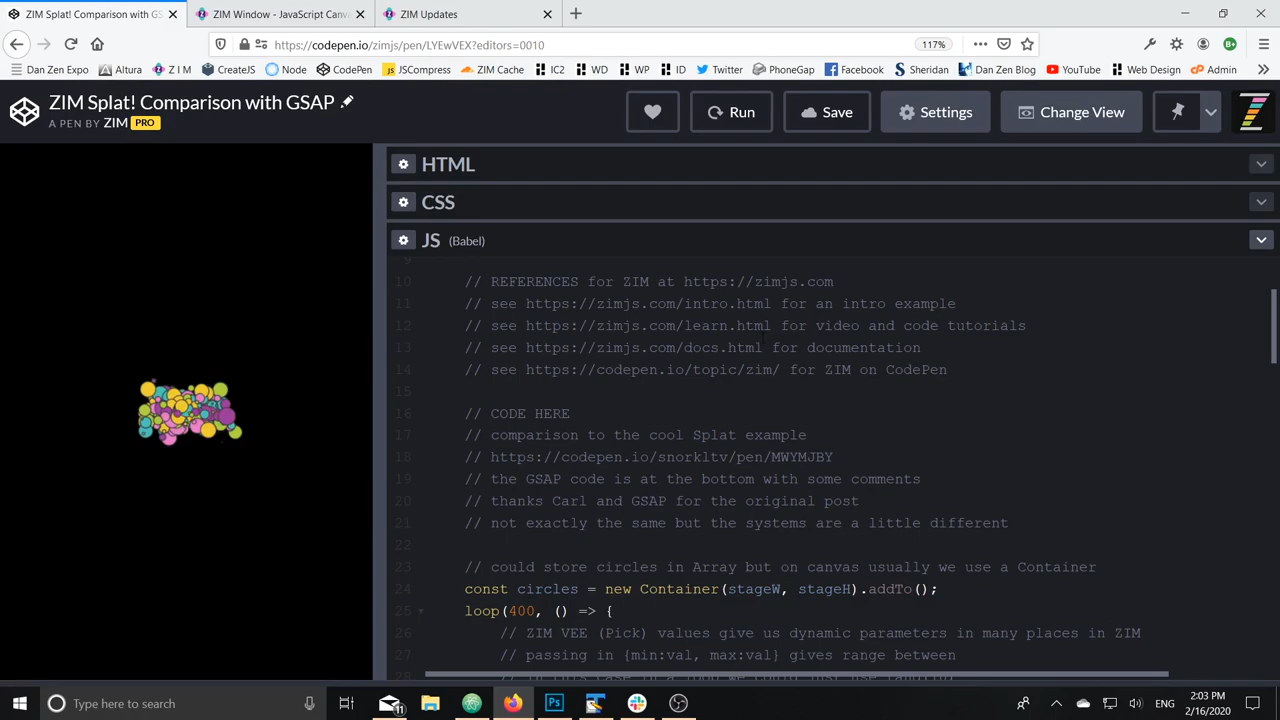 ZIM Splat! Comparison with GS
ZIM Window - JavaScript Canv
ZIM Updates
https://codepen.io/zimjs/pen/LYEwVEX?editors=0010
117%
Dan Zen Expo
Altura
Z I M
CreateJS
Node
CodePen
JSCompress
ZIM Cache
IC2
WD
WP
ID
Twitter
PhoneGap
Facebook
Sheridan
Dan Zen Blog
YouTube
Web Design
Admin
ZIM Splat! Comparison with GSAP
A PEN BY ZIM PRO
Run
Save
Settings
Change View
HTML
CSS
JS (Babel)
9
10 // REFERENCES for ZIM at https://zimjs.com
11 // see https://zimjs.com/intro.html for an intro example
12 // see https://zimjs.com/learn.html for video and code tutorials
13 // see https://zimjs.com/docs.html for documentation
14 // see https://codepen.io/topic/zim/ for ZIM on CodePen
15
16 // CODE HERE
17 // comparison to the cool Splat example
18 // https://codepen.io/snorkltv/pen/MWYMJBY
19 // the GSAP code is at the bottom with some comments
20 // thanks Carl and GSAP for the original post
21 // not exactly the same but the systems are a little different
22
23 // could store circles in Array but on canvas usually we use a Container
24 const circles = new Container(stageW, stageH).addTo();
25 loop(400, () => {
26 // ZIM VEE (Pick) values give us dynamic parameters in many places in ZIM
27 // passing in {min:val, max:val} gives range between
Type here to search
11
ENG
2:03 PM
2/16/2020